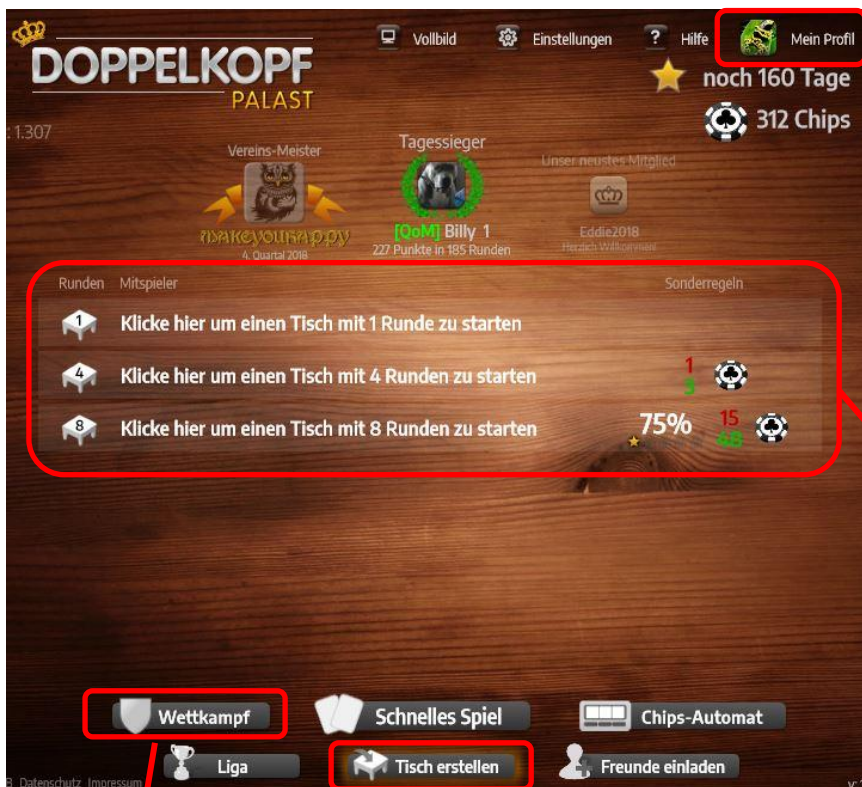 DOPPELKOPF
PALAST
Vollbild
Einstellungen
?
Hilfe
Mein Profil
noch 160 Tage
312 Chips
: 1.307
Vereins-Meister
makeyouhappy
4. Quartal 2018
Tagessieger
[QoM] Billy 1
227 Punkte in 185 Runden
Unser neustes Mitglied
Eddie2018
Herzlich Willkommen!
Runden Mitspieler Sonderregeln
1 Klicke hier um einen Tisch mit 1 Runde zu starten
4 Klicke hier um einen Tisch mit 4 Runden zu starten 1
3
8 Klicke hier um einen Tisch mit 8 Runden zu starten 75% 15
48
Wettkampf
Schnelles Spiel
Chips-Automat
Liga
Tisch erstellen
Freunde einladen
B Datenschutz Impressum